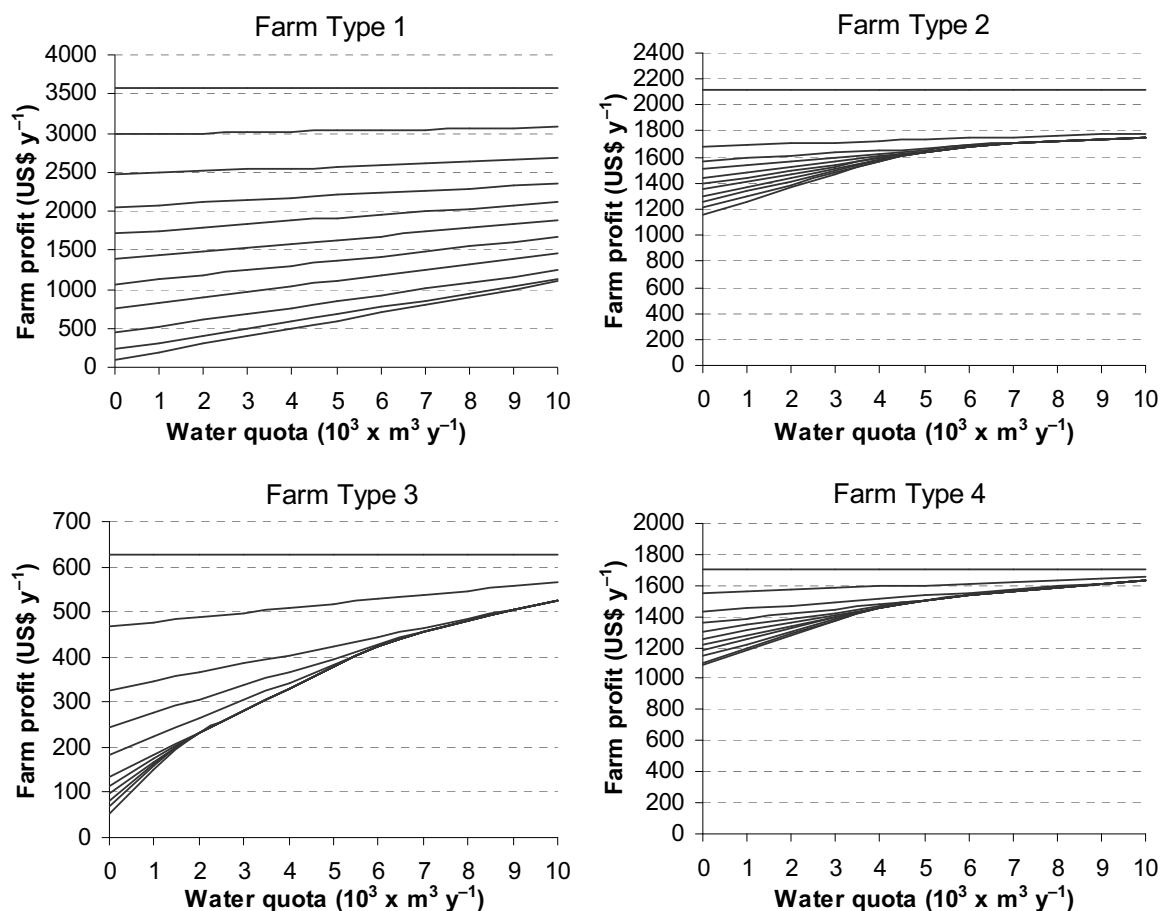 Farm Type 1
Farm profit (US$ y⁻¹)
4000
3500
3000
2500
2000
1500
1000
500
0
0 1 2 3 4 5 6 7 8 9 10
Water quota (10³ x m³ y⁻¹)
Farm Type 2
Farm profit (US$ y⁻¹)
2400
2200
2000
1800
1600
1400
1200
1000
800
600
400
200
0
0 1 2 3 4 5 6 7 8 9 10
Water quota (10³ x m³ y⁻¹)
Farm Type 3
Farm profit (US$ y⁻¹)
700
600
500
400
300
200
100
0
0 1 2 3 4 5 6 7 8 9 10
Water quota (10³ x m³ y⁻¹)
Farm Type 4
Farm profit (US$ y⁻¹)
2000
1800
1600
1400
1200
1000
800
600
400
200
0
0 1 2 3 4 5 6 7 8 9 10
Water quota (10³ x m³ y⁻¹)